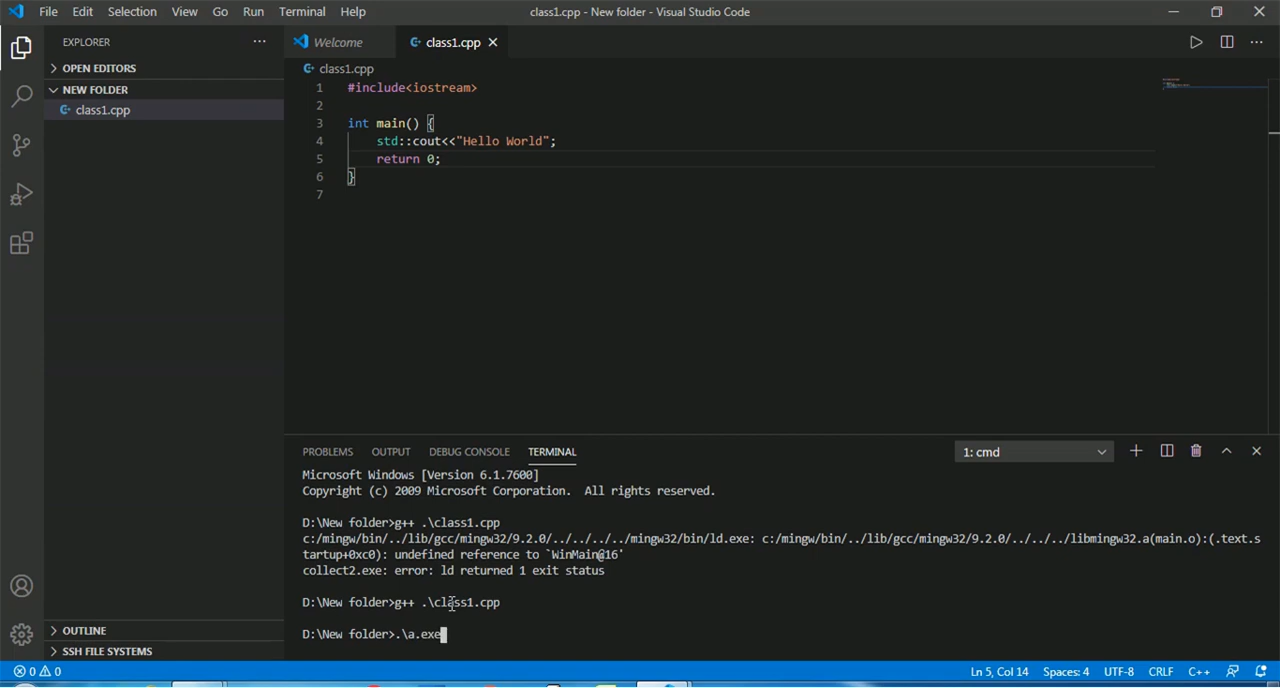 File Edit Selection View Go Run Terminal Help class1.cpp - New folder - Visual Studio Code
EXPLORER
Welcome class1.cpp
OPEN EDITORS
NEW FOLDER
class1.cpp
class1.cpp
1 #include<iostream>
2
3 int main() {
4 std::cout<<"Hello World";
5 return 0;
6 }
7
PROBLEMS OUTPUT DEBUG CONSOLE TERMINAL 1: cmd
Microsoft Windows [Version 6.1.7600]
Copyright (c) 2009 Microsoft Corporation. All rights reserved.
D:\New folder>g++ .\class1.cpp
c:/mingw/bin/../lib/gcc/mingw32/9.2.0/../../../../mingw32/bin/ld.exe: c:/mingw/bin/../lib/gcc/mingw32/9.2.0/../../../libmingw32.a(main.o):(.text.s
tartup+0xc0): undefined reference to `WinMain@16'
collect2.exe: error: ld returned 1 exit status
D:\New folder>g++ .\class1.cpp
D:\New folder>.\a.exe
OUTLINE
SSH FILE SYSTEMS
0 0 Ln 5, Col 14 Spaces: 4 UTF-8 CRLF C++